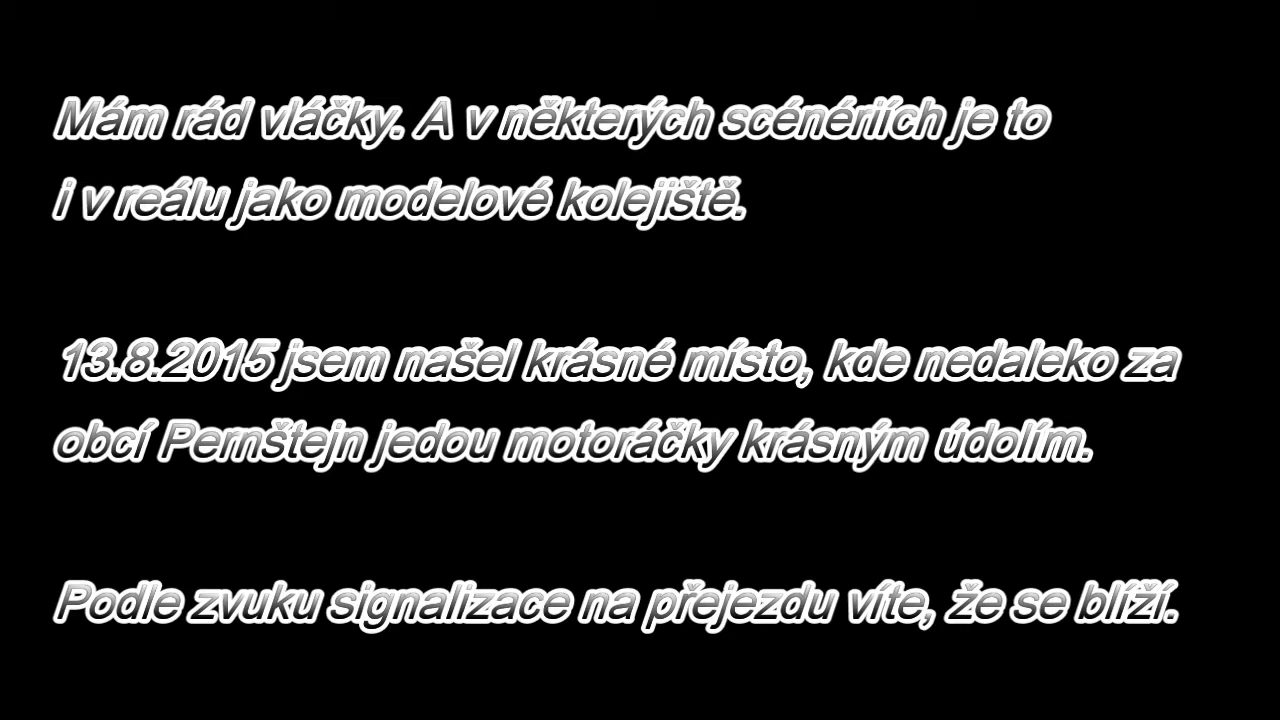 Mám rád vláčky. A v některých scénériích je to
i v reálu jako modelové kolejiště.
13.8.2015 jsem našel krásné místo, kde nedaleko za
obcí Pernštejn jedou motoráčky krásným údolím.
Podle zvuku signalizace na přejezdu víte, že se blíží.